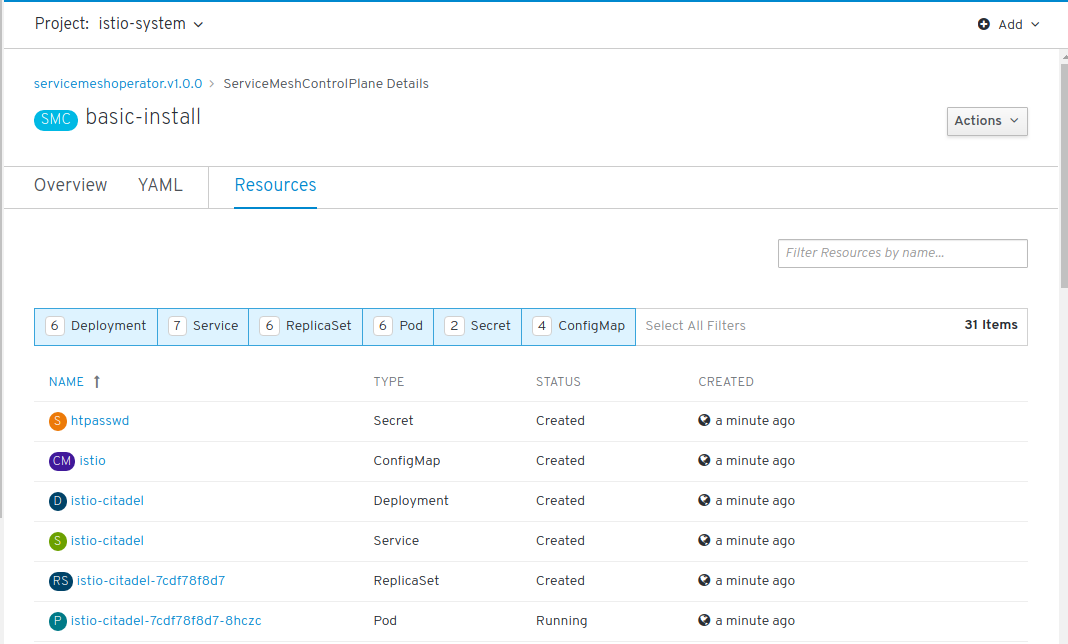 Project: istio-system Add
servicemeshoperator.v1.0.0 > ServiceMeshControlPlane Details
SMC basic-install
Actions
Overview YAML Resources
Filter Resources by name...
6 Deployment 7 Service 6 ReplicaSet 6 Pod 2 Secret 4 ConfigMap Select All Filters 31 Items
NAME ↑ TYPE STATUS CREATED
S htpasswd Secret Created a minute ago
CM istio ConfigMap Created a minute ago
D istio-citadel Deployment Created a minute ago
S istio-citadel Service Created a minute ago
RS istio-citadel-7cdf78f8d7 ReplicaSet Created a minute ago
P istio-citadel-7cdf78f8d7-8hczc Pod Running a minute ago